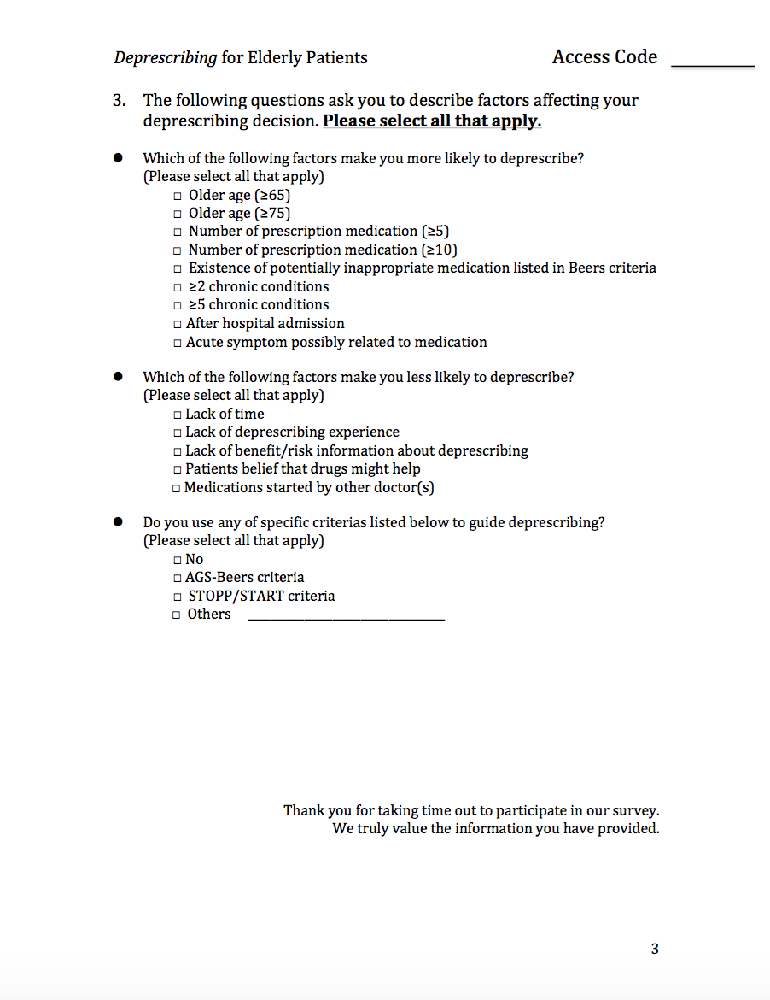 Deprescribing for Elderly Patients Access Code __________
3. The following questions ask you to describe factors affecting your
deprescribing decision. Please select all that apply.
● Which of the following factors make you more likely to deprescribe?
(Please select all that apply)
□ Older age (≥65)
□ Older age (≥75)
□ Number of prescription medication (≥5)
□ Number of prescription medication (≥10)
□ Existence of potentially inappropriate medication listed in Beers criteria
□ ≥2 chronic conditions
□ ≥5 chronic conditions
□ After hospital admission
□ Acute symptom possibly related to medication
● Which of the following factors make you less likely to deprescribe?
(Please select all that apply)
□ Lack of time
□ Lack of deprescribing experience
□ Lack of benefit/risk information about deprescribing
□ Patients belief that drugs might help
□ Medications started by other doctor(s)
● Do you use any of specific criterias listed below to guide deprescribing?
(Please select all that apply)
□ No
□ AGS-Beers criteria
□ STOPP/START criteria
□ Others __________________________
Thank you for taking time out to participate in our survey.
We truly value the information you have provided.
3